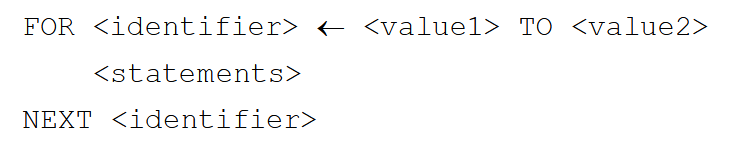 FOR <identifier> ← <value1> TO <value2>
<statements>
NEXT <identifier>